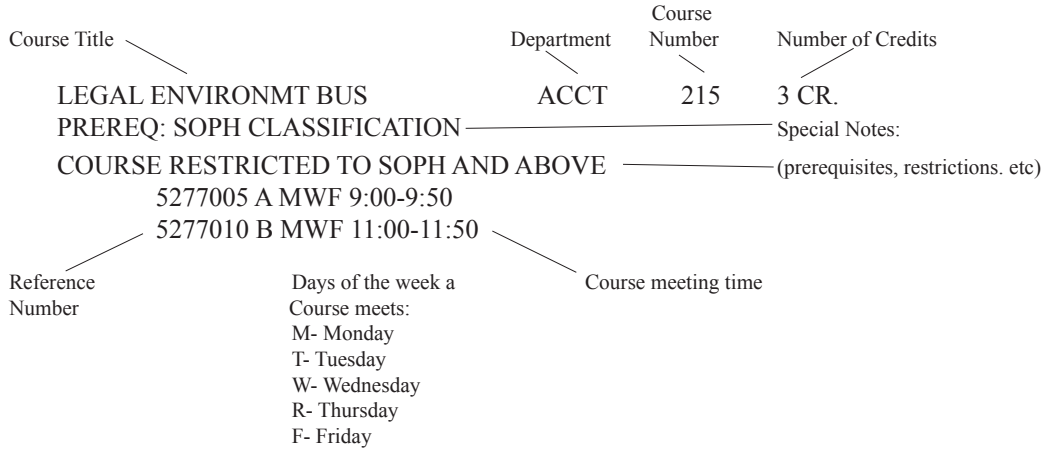 Course
Course Title Department Number Number of Credits
LEGAL ENVIRONMT BUS ACCT 215 3 CR.
PREREQ: SOPH CLASSIFICATION Special Notes:
COURSE RESTRICTED TO SOPH AND ABOVE (prerequisites, restrictions. etc)
5277005 A MWF 9:00-9:50
5277010 B MWF 11:00-11:50
Reference Days of the week a Course meeting time
Number Course meets:
M- Monday
T- Tuesday
W- Wednesday
R- Thursday
F- Friday